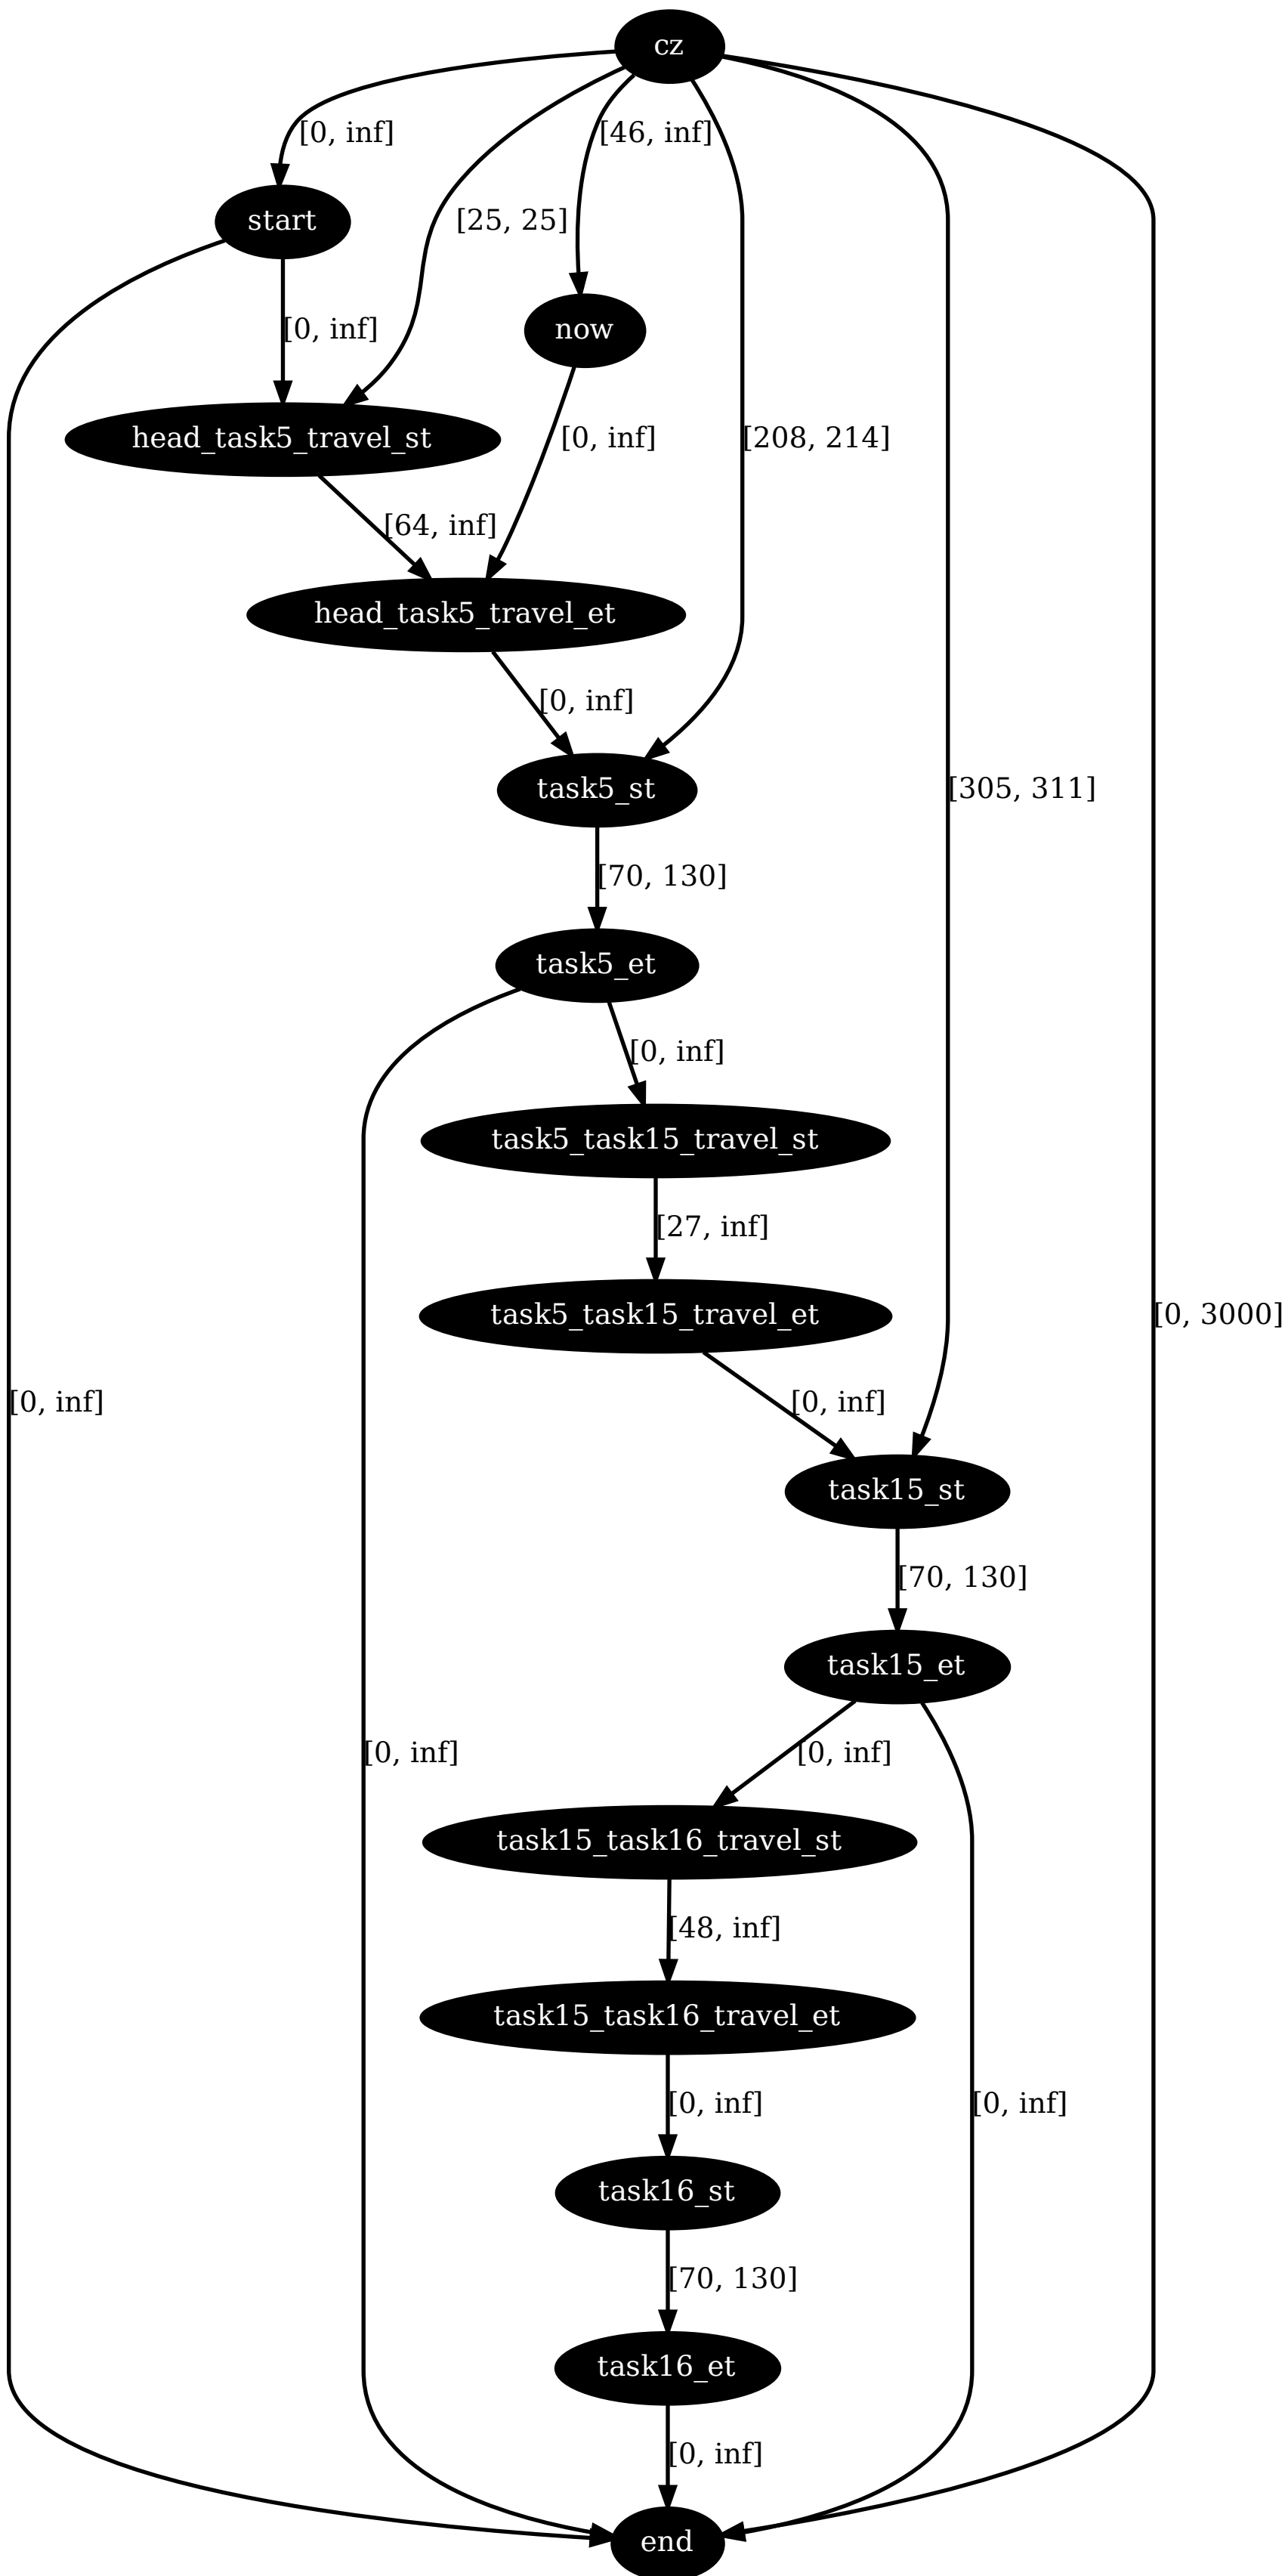 cz
[0, inf]
[46, inf]
start
[25, 25]
[0, inf]
now
head_task5_travel_st
[0, inf]
[208, 214]
[64, inf]
head_task5_travel_et
[0, inf]
task5_st
[305, 311]
[70, 130]
task5_et
[0, inf]
task5_task15_travel_st
[27, inf]
task5_task15_travel_et
[0, 3000]
[0, inf]
[0, inf]
task15_st
[70, 130]
task15_et
[0, inf]
[0, inf]
task15_task16_travel_st
[48, inf]
task15_task16_travel_et
[0, inf]
[0, inf]
task16_st
[70, 130]
task16_et
[0, inf]
end